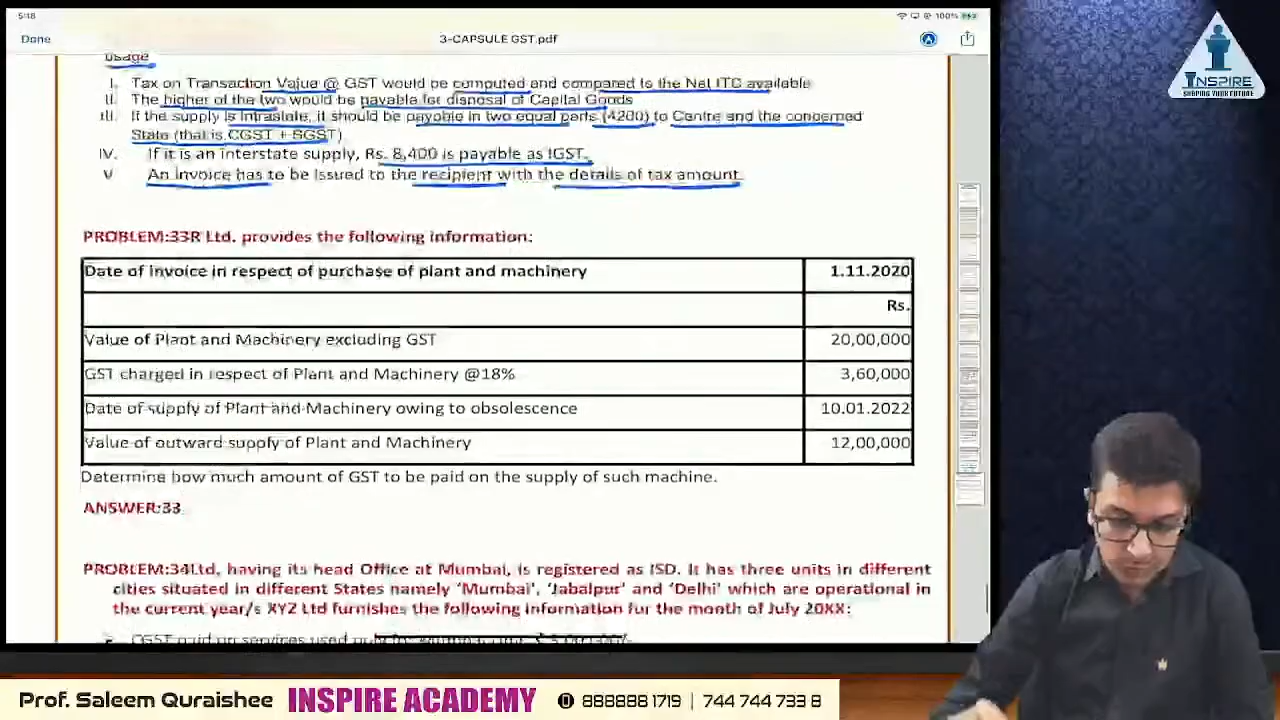 5:48
100%
Done
3-CAPSULE GST.pdf
usage
I. Tax on Transaction Value @ GST would be computed and compared to the Net ITC available
II. The higher of the two would be payable for disposal of Capital Goods
III. If the supply is Intrastate, it should be payable in two equal parts (4200) to Centre and the concerned
State (that is CGST + SGST)
IV. If it is an interstate supply, Rs. 8,400 is payable as IGST.
V An invoice has to be issued to the recipient with the details of tax amount.
PROBLEM:33R Ltd. provides the following information:
Date of invoice in respect of purchase of plant and machinery 1.11.2020
Rs.
Value of Plant and Machinery excluding GST 20,00,000
GST charged in respect of Plant and Machinery @18% 3,60,000
Date of supply of Plant and Machinery owing to obsolescence 10.01.2022
Value of outward supply of Plant and Machinery 12,00,000
Determine how much amount of GST to be paid on the supply of such machine.
ANSWER:33
PROBLEM:34Ltd, having its head Office at Mumbai, is registered as ISD. It has three units in different
cities situated in different States namely ‘Mumbai’, ‘Jabalpur’ and ‘Delhi’ which are operational in
the current year/s XYZ Ltd furnishes the following information for the month of July 20XX:
CGST paid on services used
INSPIRE
SHAPING YOUR FUTURE
Prof. Saleem Quraishee INSPIRE ACADEMY 888888 1719 | 744 744 733 8